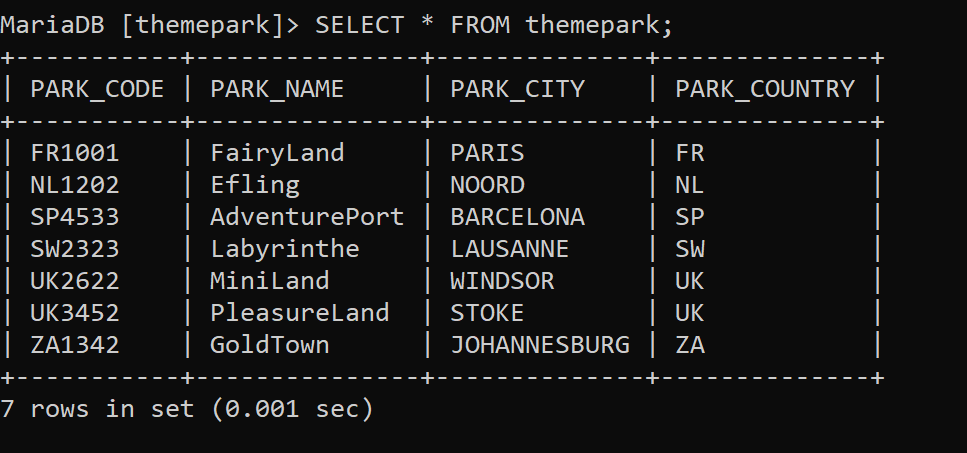 MariaDB [themepark]> SELECT * FROM themepark;
+-----------+---------------+--------------+--------------+
| PARK_CODE | PARK_NAME     | PARK_CITY    | PARK_COUNTRY |
+-----------+---------------+--------------+--------------+
| FR1001    | FairyLand     | PARIS        | FR           |
| NL1202    | Efling        | NOORD        | NL           |
| SP4533    | AdventurePort | BARCELONA    | SP           |
| SW2323    | Labyrinthe    | LAUSANNE     | SW           |
| UK2622    | MiniLand      | WINDSOR      | UK           |
| UK3452    | PleasureLand  | STOKE        | UK           |
| ZA1342    | GoldTown      | JOHANNESBURG | ZA           |
+-----------+---------------+--------------+--------------+
7 rows in set (0.001 sec)